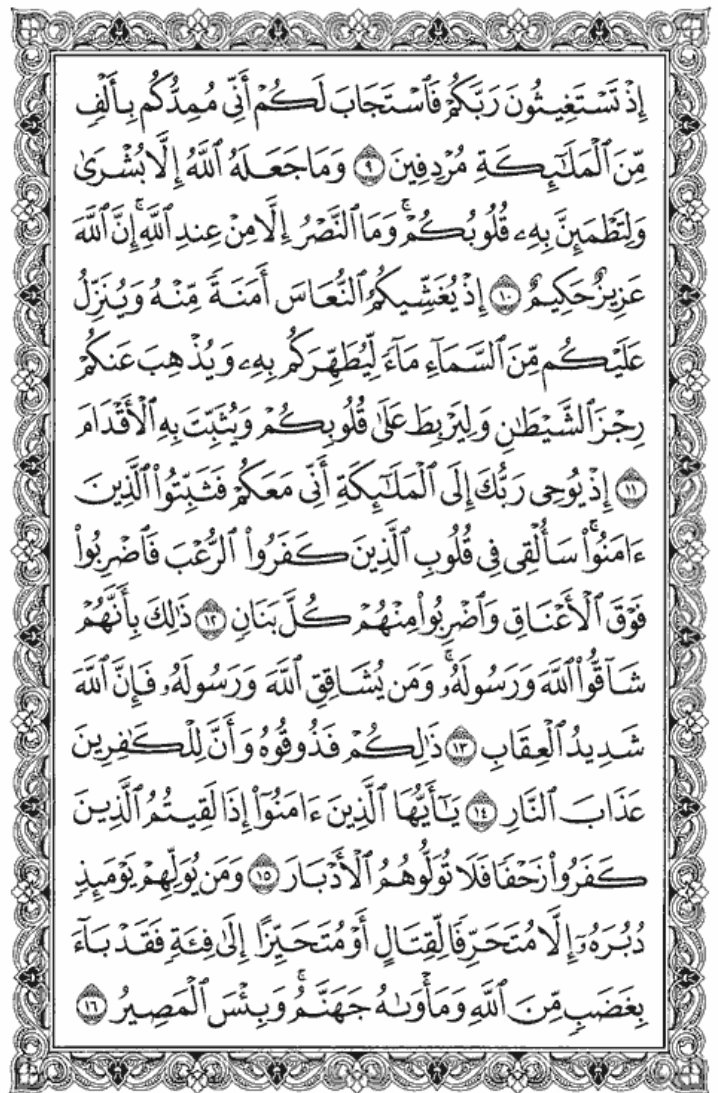 إِذْ تَسْتَغِيثُونَ رَبَّكُمْ فَٱسْتَجَابَ لَكُمْ أَنِّى مُمِدُّكُم بِأَلْفٍ
مِّنَ ٱلْمَلَٰٓئِكَةِ مُرْدِفِينَ ٩ وَمَا جَعَلَهُ ٱللَّهُ إِلَّا بُشْرَىٰ
وَلِتَطْمَئِنَّ بِهِۦ قُلُوبُكُمْ ۚ وَمَا ٱلنَّصْرُ إِلَّا مِنْ عِندِ ٱللَّهِ ۚ إِنَّ ٱللَّهَ
عَزِيزٌ حَكِيمٌ ١٠ إِذْ يُغَشِّيكُمُ ٱلنُّعَاسَ أَمَنَةً مِّنْهُ وَيُنَزِّلُ
عَلَيْكُم مِّنَ ٱلسَّمَآءِ مَآءً لِّيُطَهِّرَكُم بِهِۦ وَيُذْهِبَ عَنكُمْ
رِجْزَ ٱلشَّيْطَٰنِ وَلِيَرْبِطَ عَلَىٰ قُلُوبِكُمْ وَيُثَبِّتَ بِهِ ٱلْأَقْدَامَ
١١ إِذْ يُوحِى رَبُّكَ إِلَى ٱلْمَلَٰٓئِكَةِ أَنِّى مَعَكُمْ فَثَبِّتُوا۟ ٱلَّذِينَ
ءَامَنُوا۟ ۚ سَأُلْقِى فِى قُلُوبِ ٱلَّذِينَ كَفَرُوا۟ ٱلرُّعْبَ فَٱضْرِبُوا۟
فَوْقَ ٱلْأَعْنَاقِ وَٱضْرِبُوا۟ مِنْهُمْ كُلَّ بَنَانٍ ١٢ ذَٰلِكَ بِأَنَّهُمْ
شَآقُّوا۟ ٱللَّهَ وَرَسُولَهُۥ ۚ وَمَن يُشَاقِقِ ٱللَّهَ وَرَسُولَهُۥ فَإِنَّ ٱللَّهَ
شَدِيدُ ٱلْعِقَابِ ١٣ ذَٰلِكُمْ فَذُوقُوهُ وَأَنَّ لِلْكَٰفِرِينَ
عَذَابَ ٱلنَّارِ ١٤ يَٰٓأَيُّهَا ٱلَّذِينَ ءَامَنُوٓا۟ إِذَا لَقِيتُمُ ٱلَّذِينَ
كَفَرُوا۟ زَحْفًا فَلَا تُوَلُّوهُمُ ٱلْأَدْبَارَ ١٥ وَمَن يُوَلِّهِمْ يَوْمَئِذٍ
دُبُرَهُۥٓ إِلَّا مُتَحَرِّفًا لِّقِتَالٍ أَوْ مُتَحَيِّزًا إِلَىٰ فِئَةٍ فَقَدْ بَآءَ
بِغَضَبٍ مِّنَ ٱللَّهِ وَمَأْوَىٰهُ جَهَنَّمُ ۖ وَبِئْسَ ٱلْمَصِيرُ ١٦